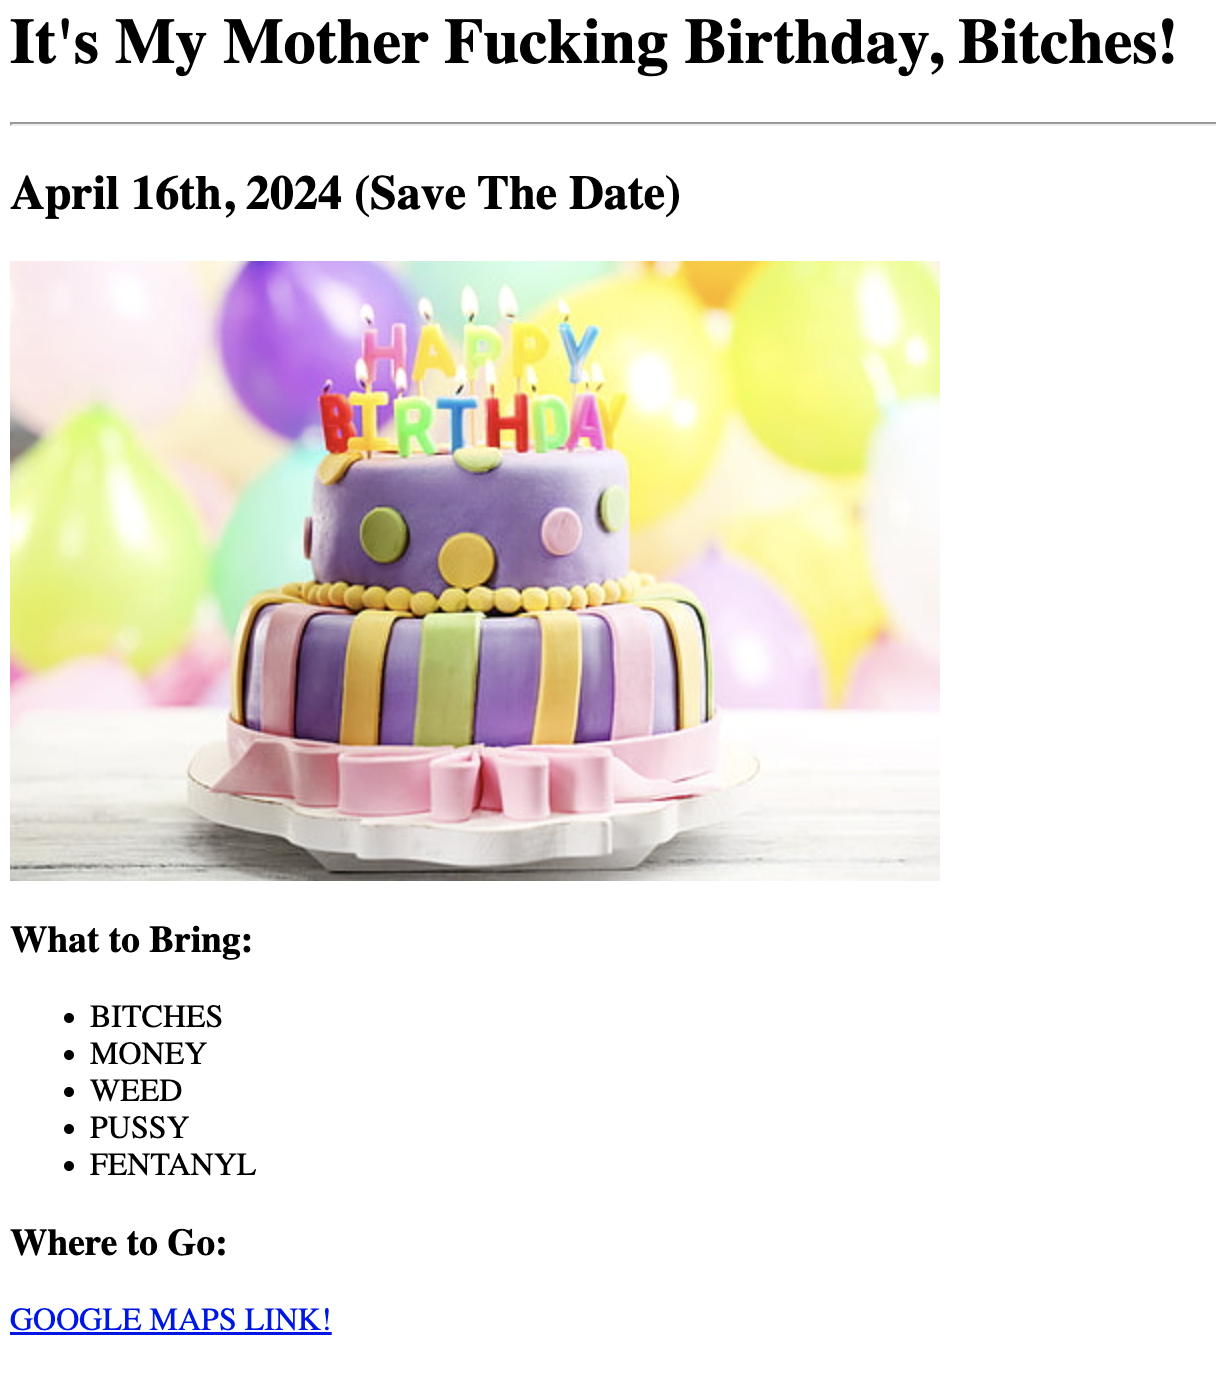 It's My Mother Fucking Birthday, Bitches!
April 16th, 2024 (Save The Date)
HAPPY
BIRTHDAY
What to Bring:
BITCHES
MONEY
WEED
PUSSY
FENTANYL
Where to Go:
GOOGLE MAPS LINK!